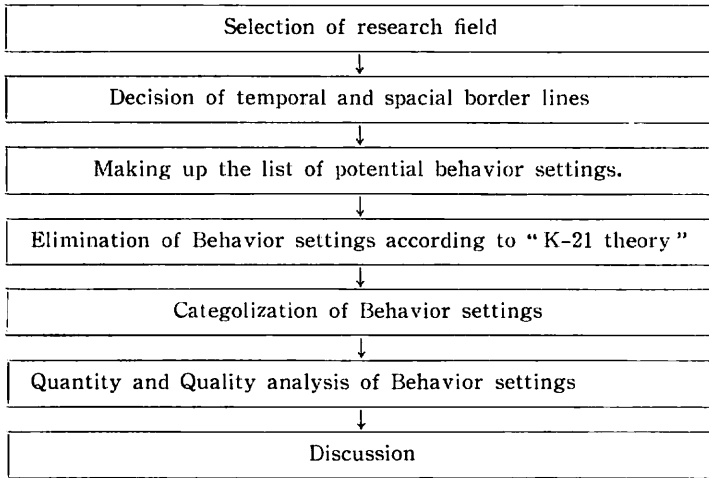 Selection of research field
↓
Decision of temporal and spacial border lines
↓
Making up the list of potential behavior settings.
↓
Elimination of Behavior settings according to “K-21 theory”
↓
Categolization of Behavior settings
↓
Quantity and Quality analysis of Behavior settings
↓
Discussion